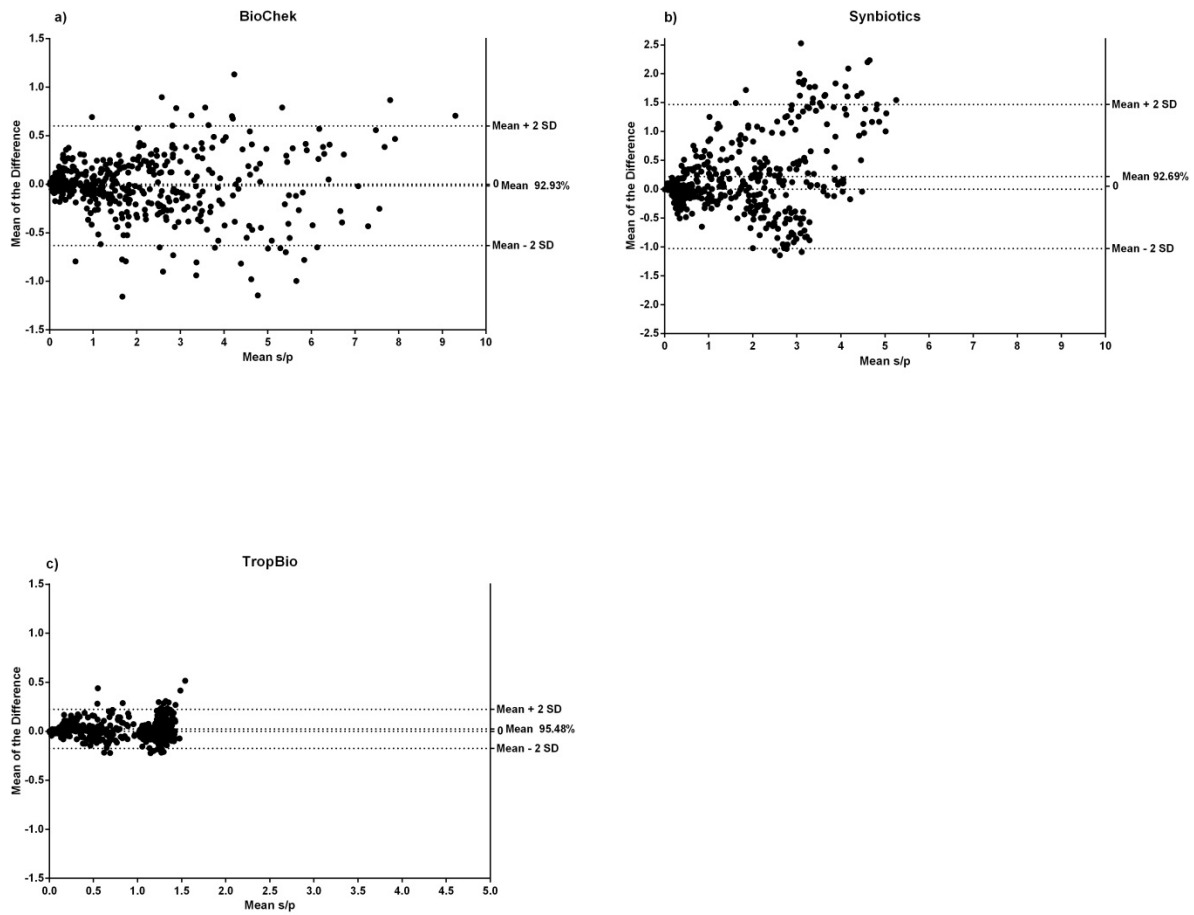 a) BioChek
Mean of the Difference
1.5
1.0
0.5
0.0
-0.5
-1.0
-1.5
0 1 2 3 4 5 6 7 8 9 10
Mean s/p
Mean + 2 SD
0
Mean 92.93%
Mean - 2 SD
b) Synbiotics
Mean of the Difference
2.5
2.0
1.5
1.0
0.5
0.0
-0.5
-1.0
-1.5
-2.0
-2.5
0 1 2 3 4 5 6 7 8 9 10
Mean s/p
Mean + 2 SD
Mean 92.69%
0
Mean - 2 SD
c) TropBio
Mean of the Difference
1.5
1.0
0.5
0.0
-0.5
-1.0
-1.5
0.0 0.5 1.0 1.5 2.0 2.5 3.0 3.5 4.0 4.5 5.0
Mean s/p
Mean + 2 SD
0 Mean 95.48%
Mean - 2 SD